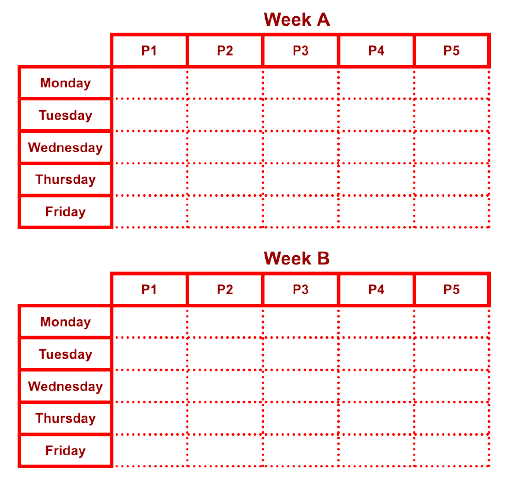 Week A
P1 P2 P3 P4 P5
Monday
Tuesday
Wednesday
Thursday
Friday
Week B
P1 P2 P3 P4 P5
Monday
Tuesday
Wednesday
Thursday
Friday